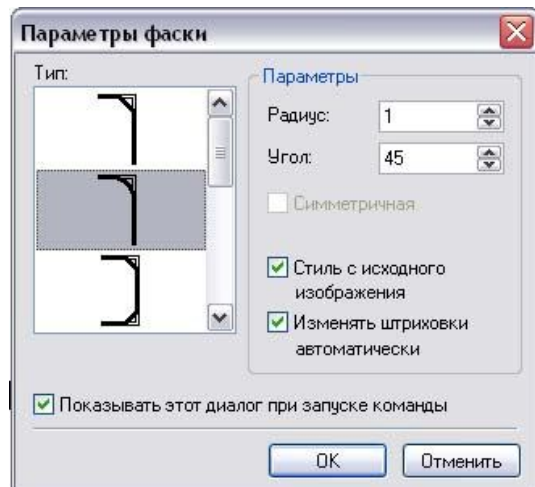 Параметры фаски
Тип:
Параметры
Радиус:
1
Угол:
45
Симметричная
Стиль с исходного
изображения
Изменять штриховки
автоматически
Показывать этот диалог при запуске команды
OK
Отменить